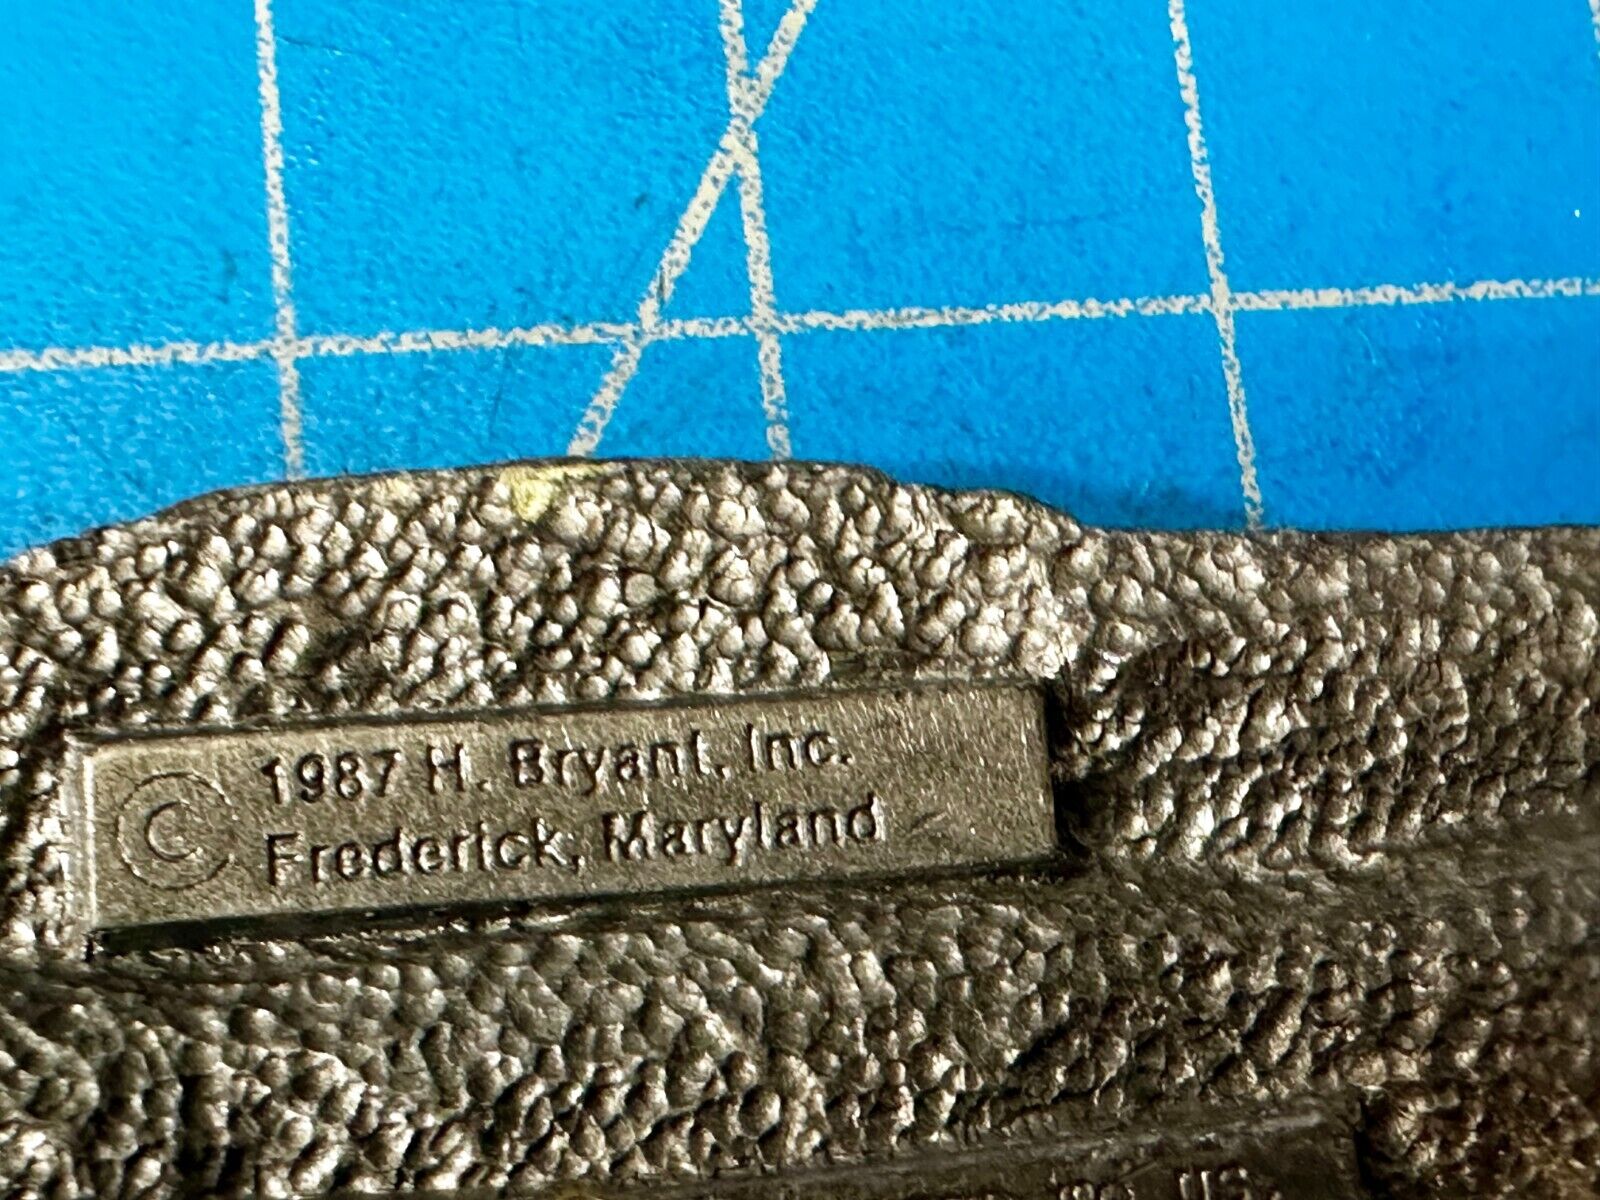 © 1987 H. Bryant, Inc.
Frederick, Maryland
U.S.